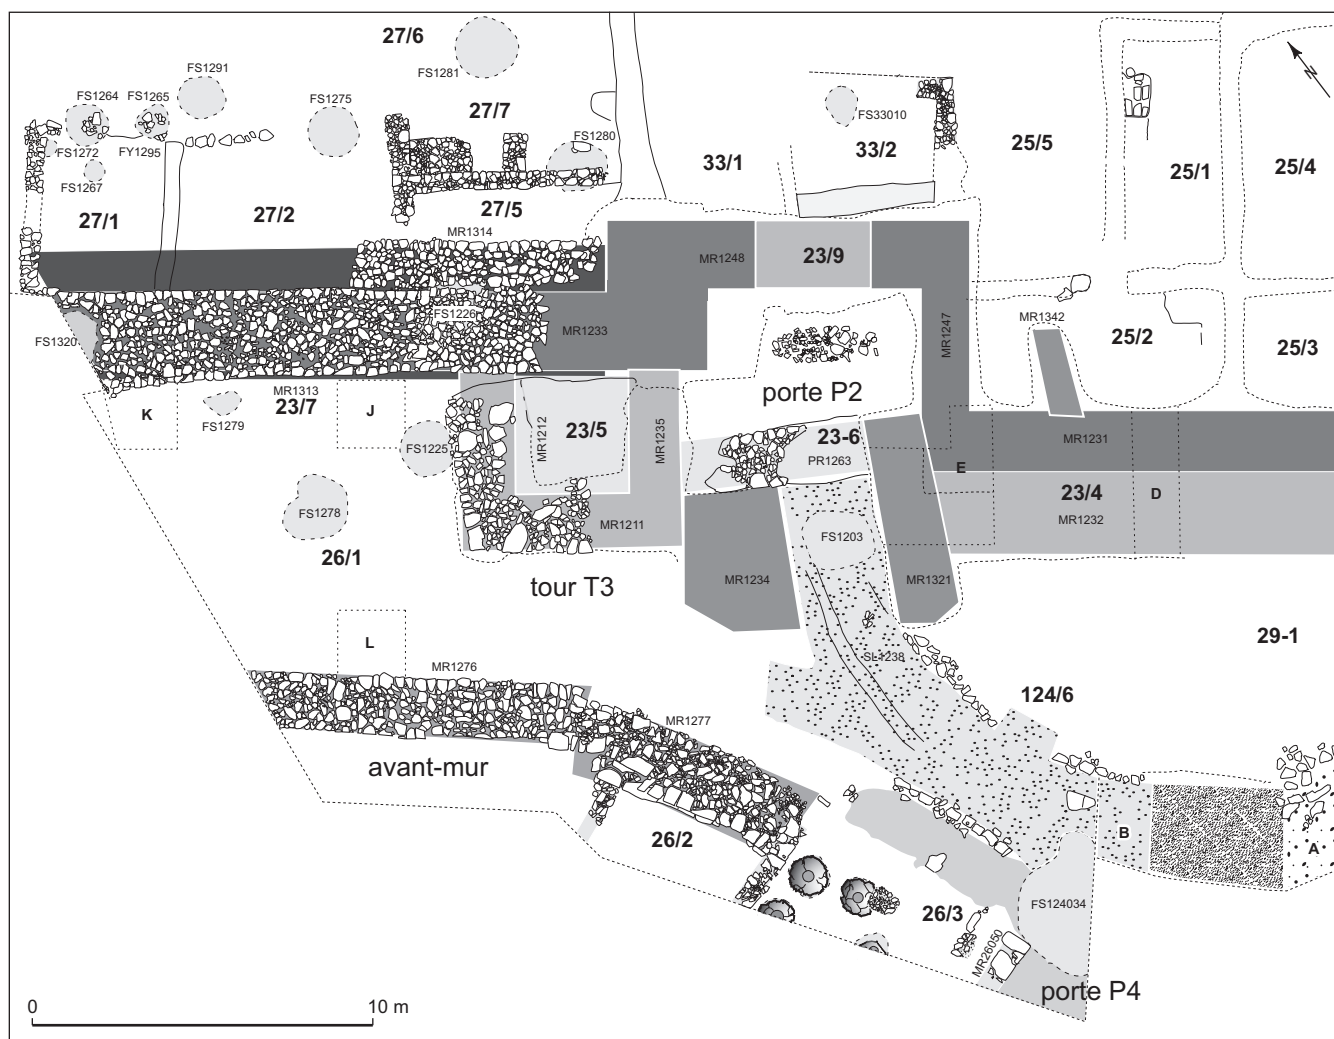 27/6
N
FS1291
FS1281
FS1264
FS1265
FS1275
27/7
FS33010
FS1280
FS1272
FY1295
33/1
33/2
25/5
25/1
25/4
FS1267
27/1
27/2
27/5
MR1314
MR1248
23/9
FS1226
MR1233
MR1247
MR1342
25/2
25/3
FS1320
MR1313
K
23/7
J
FS1279
porte P2
MR1212
23/5
MR1235
FS1225
23-6
PR1263
MR1231
E
23/4
D
MR1232
FS1278
MR1211
FS1203
26/1
tour T3
MR1234
MR1321
L
MR1276
SL1238
29-1
124/6
MR1277
avant-mur
26/2
B
A
26/3
FS124034
MR26050
porte P4
0
10 m